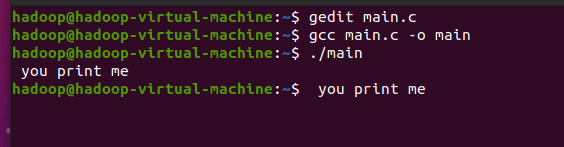 hadoop@hadoop-virtual-machine:~$ gedit main.c
hadoop@hadoop-virtual-machine:~$ gcc main.c -o main
hadoop@hadoop-virtual-machine:~$ ./main
 you print me
hadoop@hadoop-virtual-machine:~$  you print me